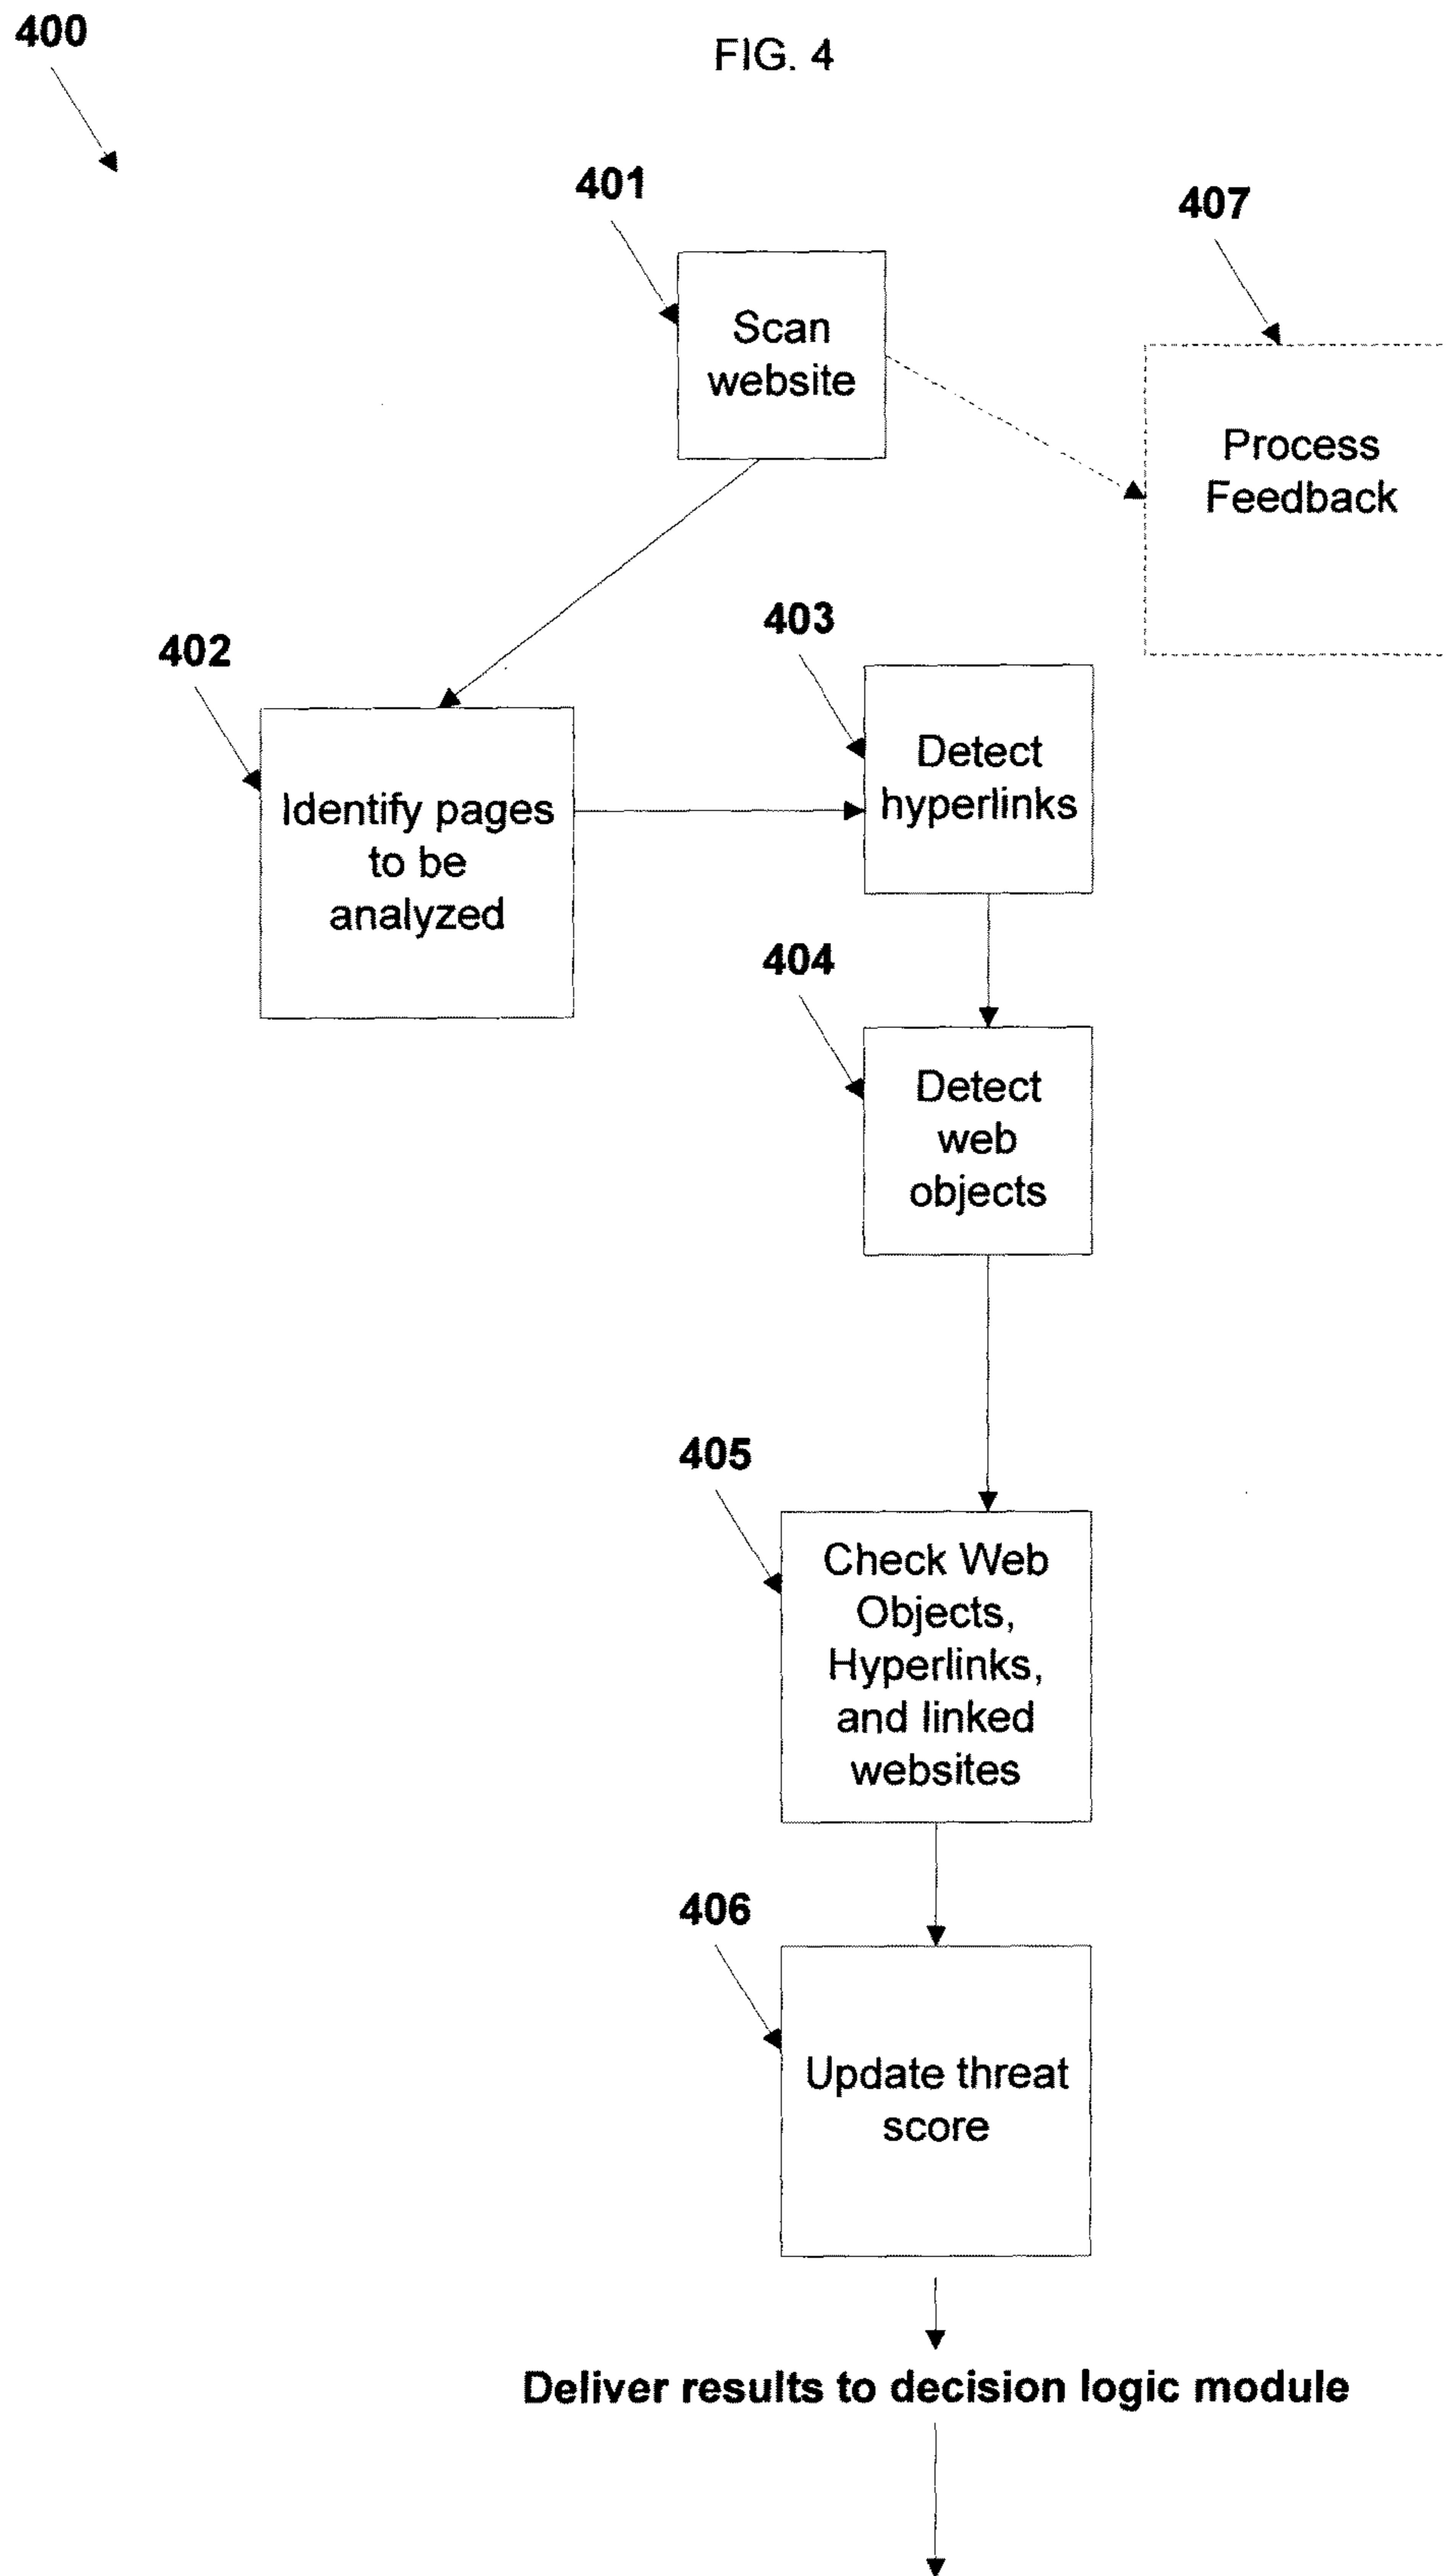 400
FIG. 4
401
407
Scan
website
Process
Feedback
402
403
Identify pages
to be
analyzed
Detect
hyperlinks
404
Detect
web
objects
405
Check Web
Objects,
Hyperlinks,
and linked
websites
406
Update threat
score
Deliver results to decision logic module